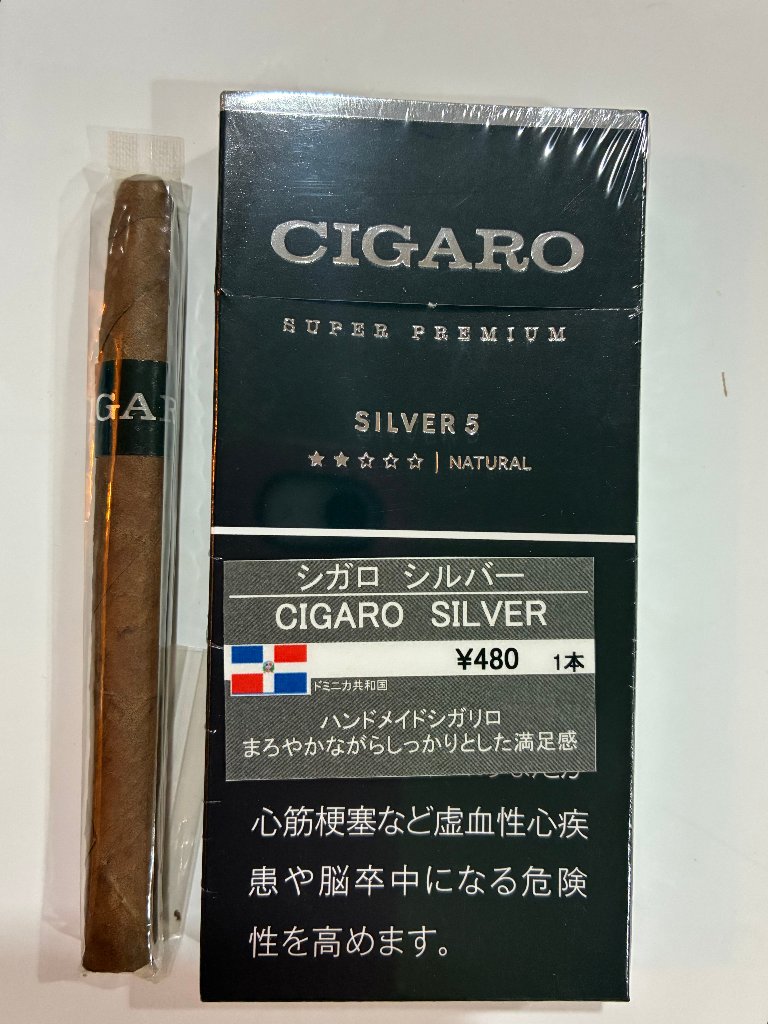 CIGARO
SUPER PREMIUM
SILVER 5
★★☆☆☆ | NATURAL
シガロ シルバー
CIGARO SILVER
¥480 1本
ドミニカ共和国
ハンドメイドシガリロ
まろやかながらしっかりとした満足感
心筋梗塞など虚血性心疾
患や脳卒中になる危険
性を高めます。
GAR